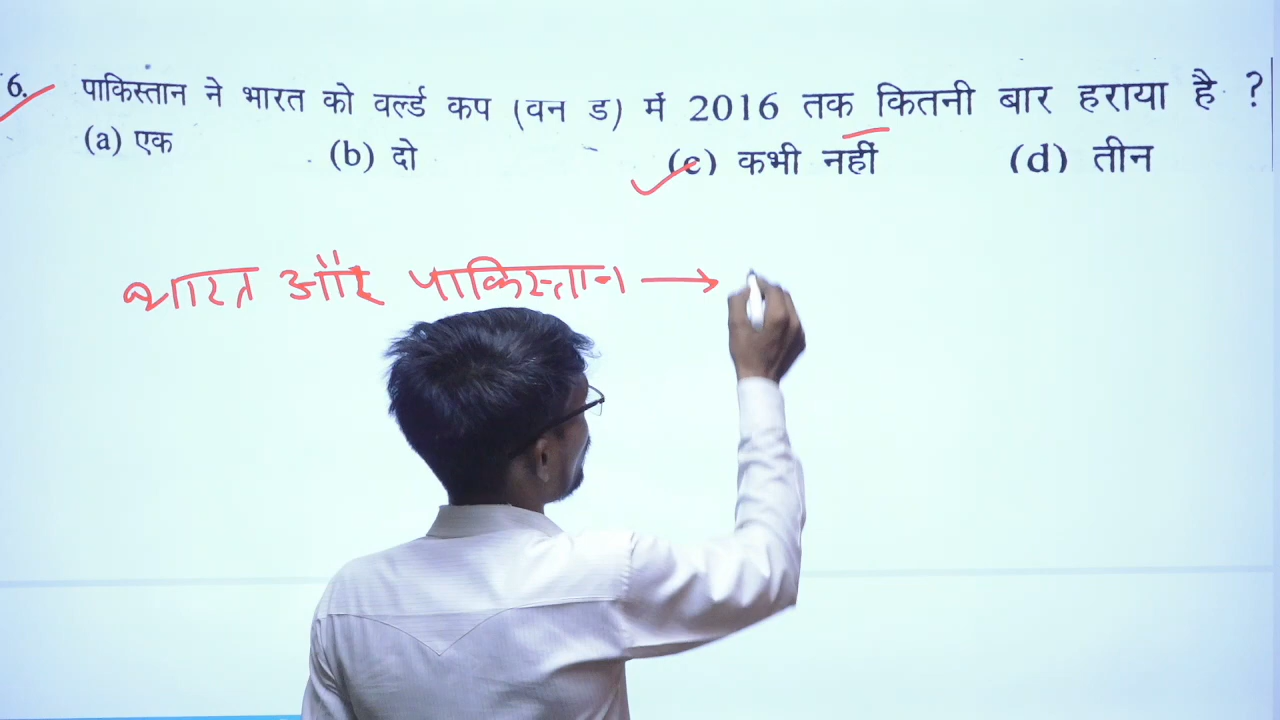 6. पाकिस्तान ने भारत को वर्ल्ड कप (वन ड) में 2016 तक कितनी बार हराया है ?
(a) एक (b) दो (c) कभी नहीं (d) तीन
भारत और पाकिस्तान →